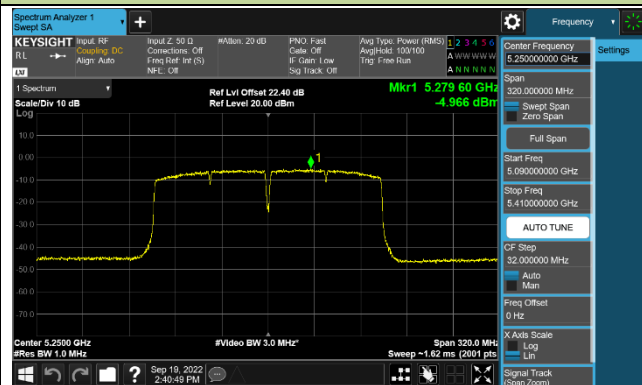 Spectrum Analyzer 1
Swept SA
Frequency
KEYSIGHT Input: RF Input Z: 50 Ω #Atten: 20 dB PNO: Fast Avg Type: Power (RMS) 1 2 3 4 5 6
RL Coupling: DC Corrections: Off Gate: Off Avg|Hold: 100/100 A W W W W W
Align: Auto Freq Ref: Int (S) IF Gain: Low Trig: Free Run
NFE: Off Sig Track: Off A N N N N N
LXI
1 Spectrum
Scale/Div 10 dB
Ref Lvl Offset 22.40 dB
Ref Level 20.00 dBm
Mkr1 5.279 60 GHz
-4.966 dBm
Log
10.0
0.00
-10.0
-20.0
-30.0
-40.0
-50.0
-60.0
-70.0
1
Center 5.2500 GHz
#Res BW 1.0 MHz
#Video BW 3.0 MHz*
Span 320.0 MHz
Sweep ~1.62 ms (2001 pts)
Sep 19, 2022
2:40:49 PM
Center Frequency
5.250000000 GHz
Settings
Span
320.000000 MHz
Swept Span
Zero Span
Full Span
Start Freq
5.090000000 GHz
Stop Freq
5.410000000 GHz
AUTO TUNE
CF Step
32.000000 MHz
Auto
Man
Freq Offset
0 Hz
X Axis Scale
Log
Lin
Signal Track
(Span Zoom)